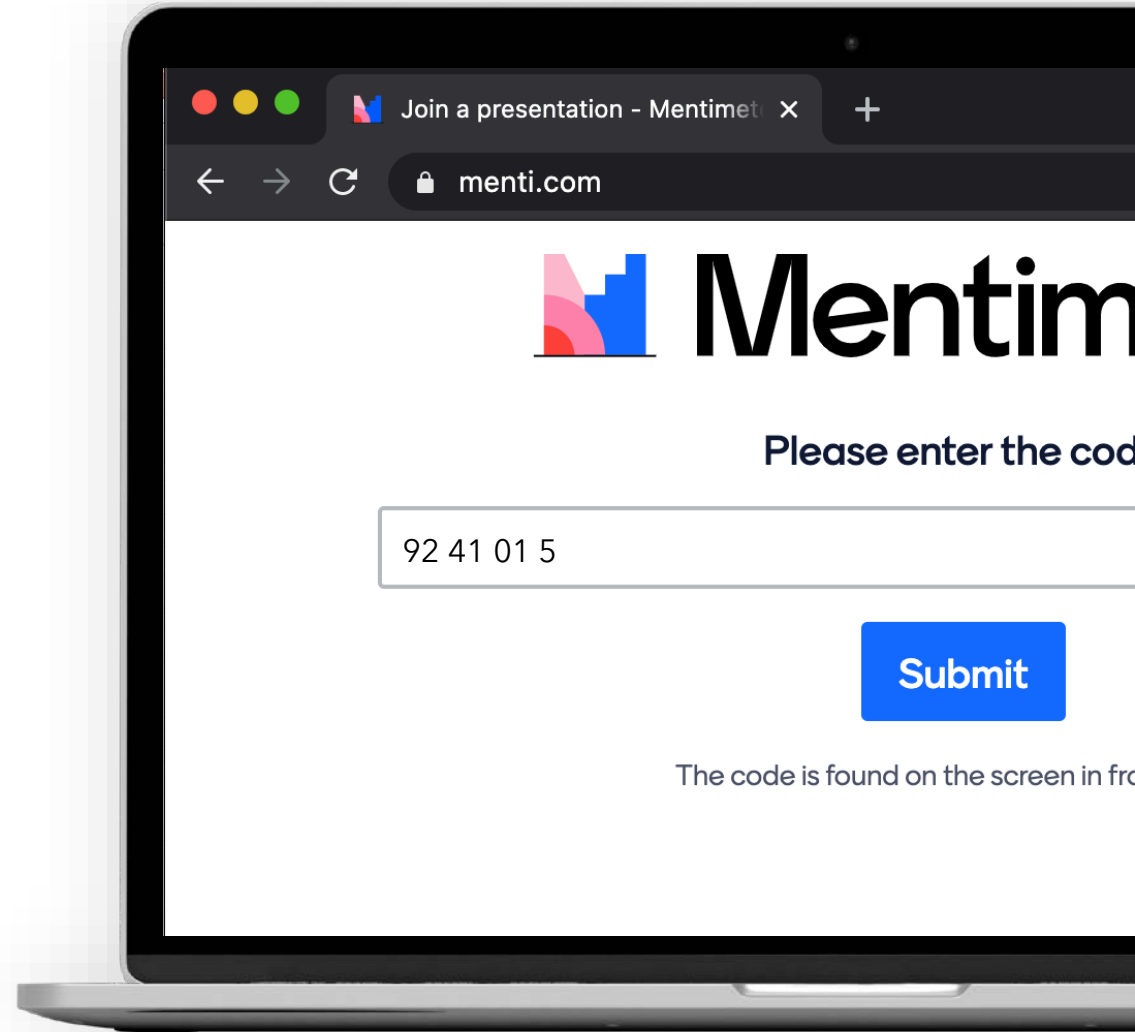 Join a presentation - Mentimet
menti.com
Mentim
Please enter the cod
92 41 01 5
Submit
The code is found on the screen in fro